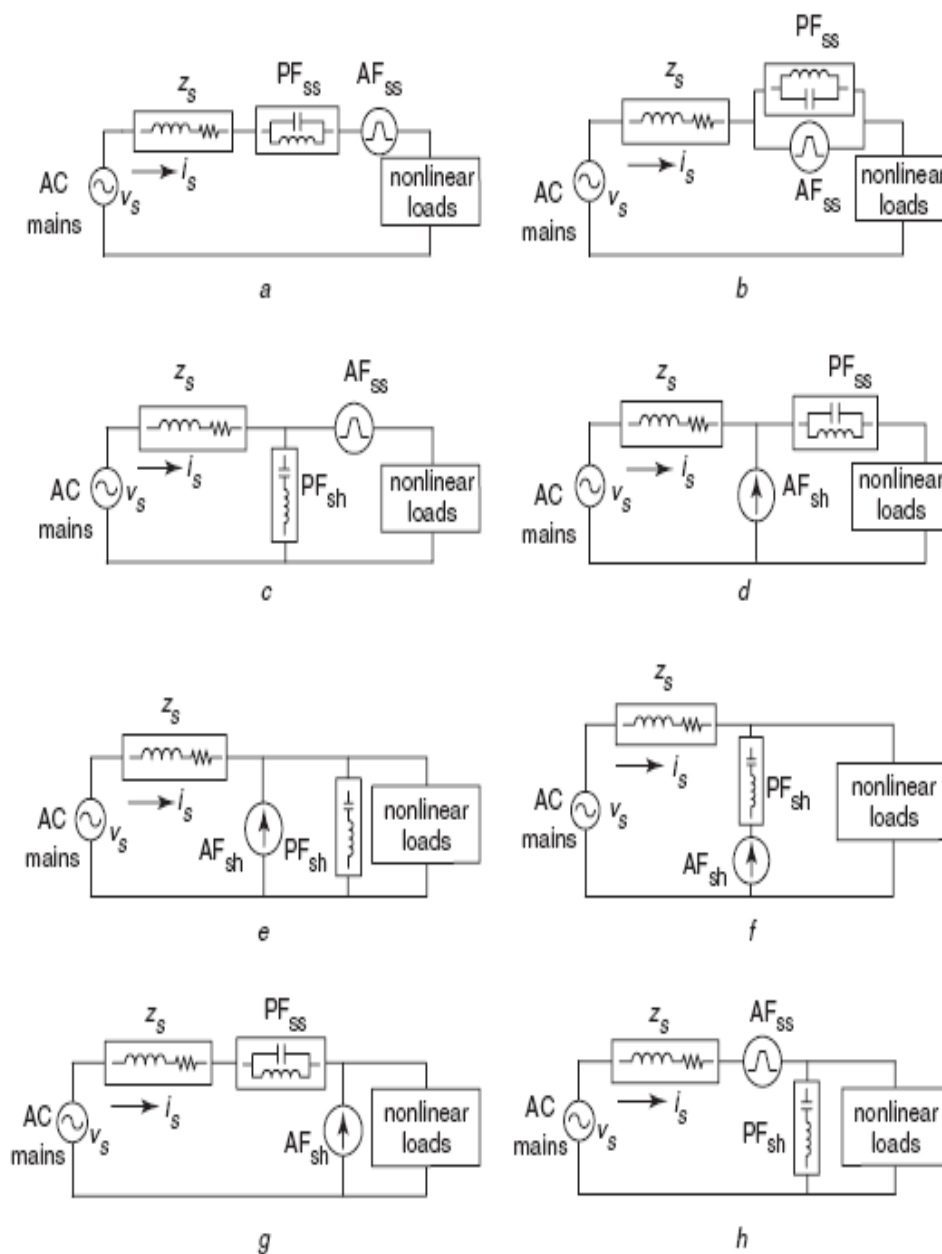 z_s
PF_ss
AF_ss
i_s
AC
mains
v_s
nonlinear
loads
a
PF_ss
z_s
i_s
AC
mains
v_s
AF_ss
nonlinear
loads
b
z_s
AF_ss
i_s
AC
mains
v_s
PF_sh
nonlinear
loads
c
z_s
PF_ss
i_s
AC
mains
v_s
AF_sh
nonlinear
loads
d
z_s
i_s
AC
mains
v_s
AF_sh
PF_sh
nonlinear
loads
e
z_s
i_s
AC
mains
v_s
PF_sh
AF_sh
nonlinear
loads
f
z_s
PF_ss
i_s
AC
mains
v_s
AF_sh
nonlinear
loads
g
z_s
AF_ss
i_s
AC
mains
v_s
PF_sh
nonlinear
loads
h